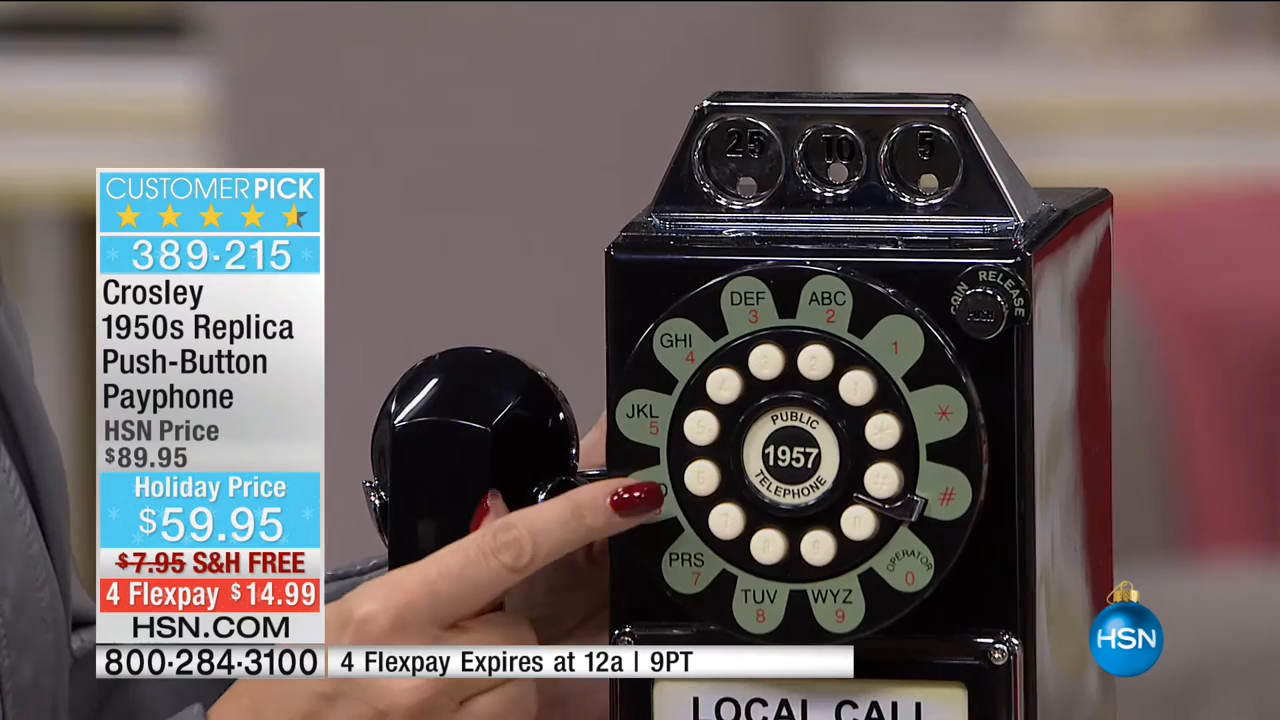 CUSTOMER PICK
389·215
Crosley
1950s Replica
Push-Button
Payphone
HSN Price
$89.95
Holiday Price
$59.95
$7.95 S&H FREE
4 Flexpay $14.99
HSN.COM
800·284·3100
4 Flexpay Expires at 12a | 9PT
25
10
5
COIN RELEASE
PUSH
DEF
3
ABC
2
1
GHI
4
JKL
5
*
#
PRS
7
TUV
8
WXY
9
OPERATOR
0
PUBLIC
1957
TELEPHONE
LOCAL CALL
HSN